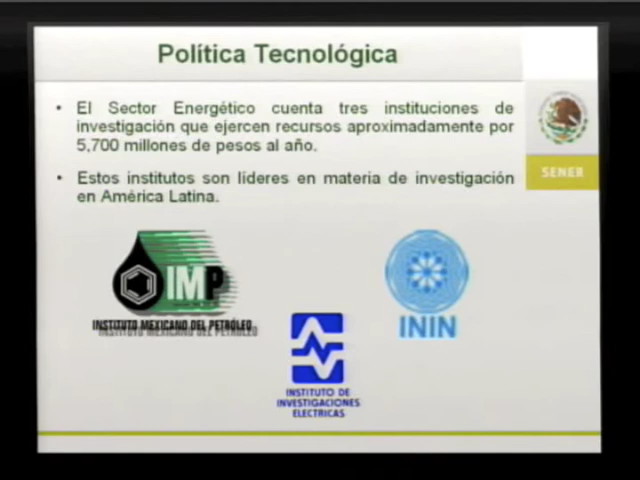 Política Tecnológica
• El Sector Energético cuenta tres instituciones de
investigación que ejercen recursos aproximadamente por
5,700 millones de pesos al año.
• Estos institutos son líderes en materia de investigación
en América Latina.
SENER
IMP
INSTITUTO MEXICANO DEL PETRÓLEO
ININ
INSTITUTO DE
INVESTIGACIONES
ELECTRICAS